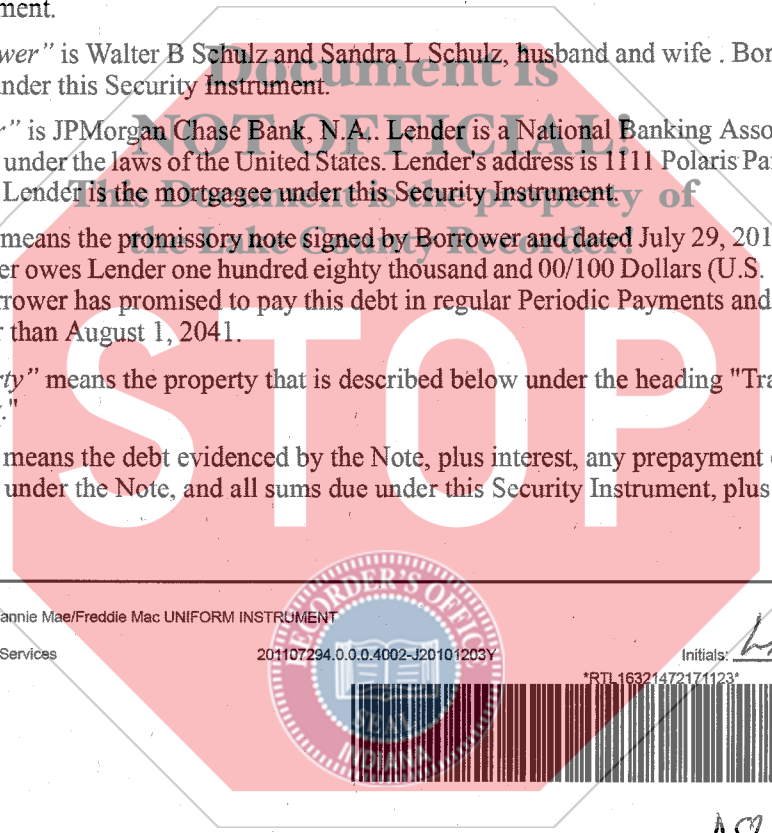 ment.
wer” is Walter B Schulz and Sandra L Schulz, husband and wife . Bor
nder this Security Instrument.
r” is JPMorgan Chase Bank, N.A.. Lender is a National Banking Asso
under the laws of the United States. Lender's address is 1111 Polaris Pa
Lender is the mortgagee under this Security Instrument.
means the promissory note signed by Borrower and dated July 29, 201
er owes Lender one hundred eighty thousand and 00/100 Dollars (U.S.
rrower has promised to pay this debt in regular Periodic Payments and
r than August 1, 2041.
rty” means the property that is described below under the heading "Tra
."
means the debt evidenced by the Note, plus interest, any prepayment
under the Note, and all sums due under this Security Instrument, plus
Document is
NOT OFFICIAL!
This Document is the property of
the Lake County Recorder!
STOP
annie Mae/Freddie Mac UNIFORM INSTRUMENT
Services
201107294.0.0.0.4002-J20101203Y
Initials:
*RTL16321472171123*
RECORDER'S OFFICE
SEAL
INDIANA